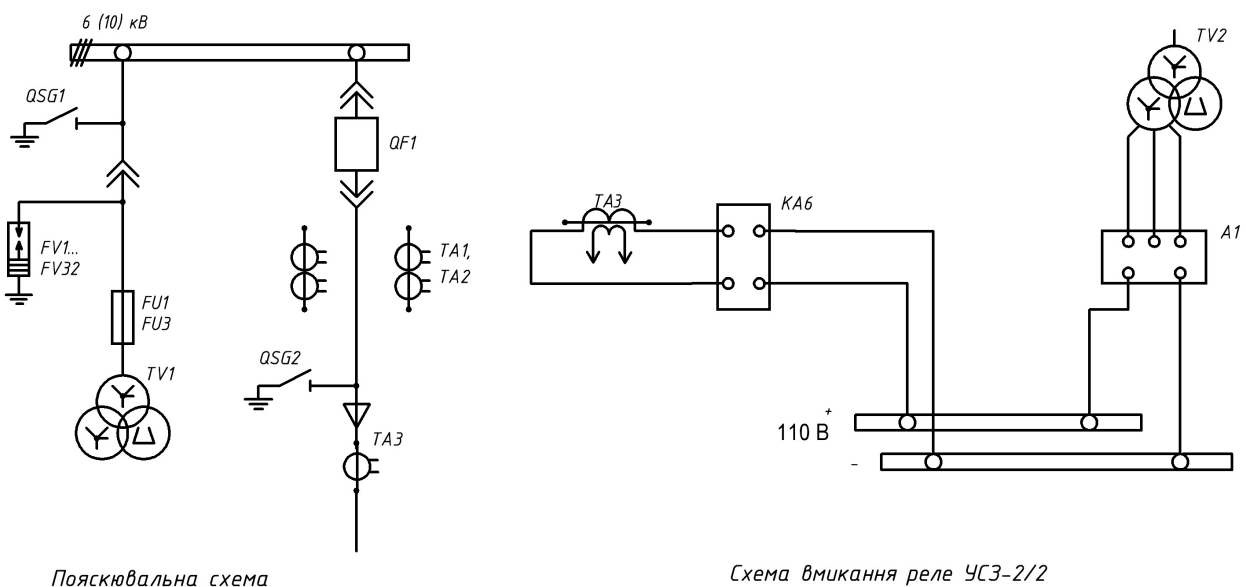 6 (10) кВ
QSG1
QF1
FV1...
FV32
FU1
FU3
TV1
TA1,
TA2
QSG2
TA3
Пояскювальна схема
TV2
TA3
KA6
A1
+
110 В
-
Схема вмикання реле УСЗ-2/2